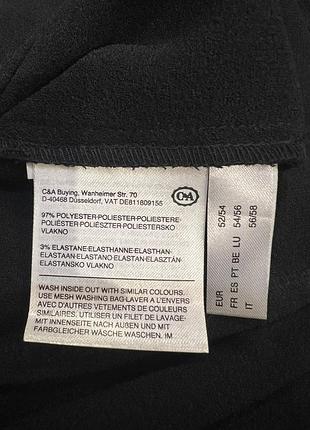 C&A Buying, Wanheimer Str. 70
D-40468 Düsseldorf, VAT DE811809155
C&A
97% POLYESTER-POLIESTER-POLIESTERE-
POLIÉSTER-POLIÉSZTER-POLIESTERSKO
VLAKNO
3% ELASTANE-ELASTHANNE-ELASTHAN-
ELASTAAN-ELASTANO-ELASTAN-ELASZTÁN-
ELASTANSKO VLAKNO
WASH INSIDE OUT WITH SIMILAR COLOURS.
USE MESH WASHING BAG-LAVER A L'ENVERS
AVEC D'AUTRES VETEMENTS DE COULEURS
SIMILAIRES. UTILISER UN FILET DE LAVAGE-
MIT INNENSEITE NACH AUßEN UND MIT
FARBGLEICHER WÄSCHE WASCHEN. IM
EUR 52/54
FR ES PT BE LU 54/56
IT 56/58